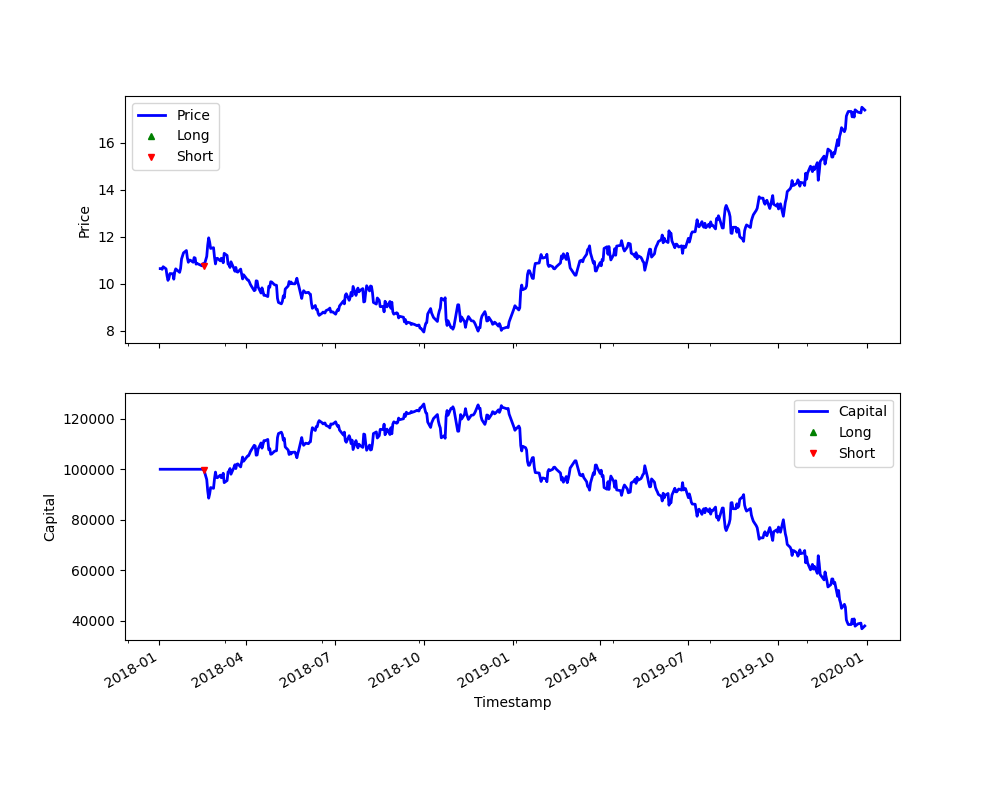 Price
Long
Short
16
14
12
10
8
Price
Capital
Long
Short
120000
100000
80000
60000
40000
Capital
2018-01
2018-04
2018-07
2018-10
2019-01
2019-04
2019-07
2019-10
2020-01
Timestamp